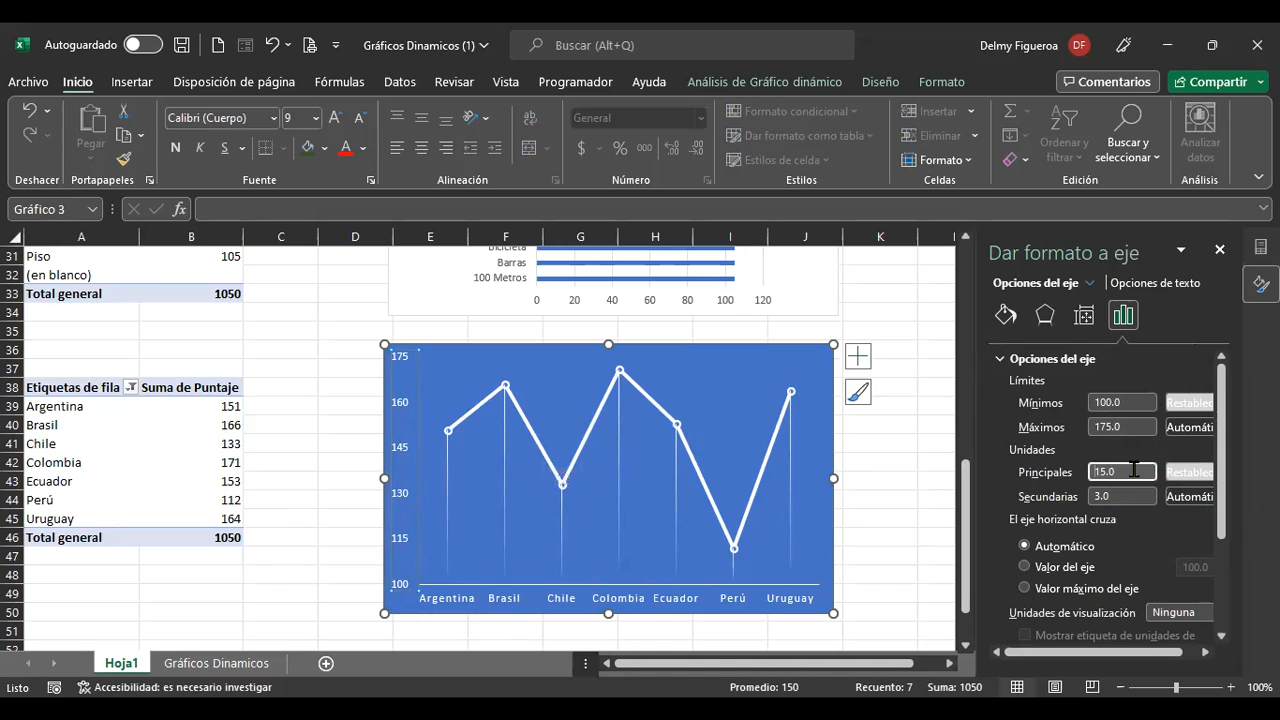 Autoguardado
Gráficos Dinamicos (1)
Buscar (Alt+Q)
Delmy Figueroa
DF
Archivo Inicio Insertar Disposición de página Fórmulas Datos Revisar Vista Programador Ayuda Análisis de Gráfico dinámico Diseño Formato
Comentarios
Compartir
Pegar
Calibri (Cuerpo) 9
N K S
General
Formato condicional
Dar formato como tabla
Estilos de celda
Insertar
Eliminar
Formato
Ordenar y filtrar
Buscar y seleccionar
Analizar datos
Deshacer Portapapeles Fuente Alineación Número Estilos Celdas Edición Análisis
Gráfico 3
A B C D E F G H I J K
31 Piso 105
32 (en blanco)
33 Total general 1050
34
35
36
37
38 Etiquetas de fila Suma de Puntaje
39 Argentina 151
40 Brasil 166
41 Chile 133
42 Colombia 171
43 Ecuador 153
44 Perú 112
45 Uruguay 164
46 Total general 1050
47
48
49
50
51
Bicicleta
Barras
100 Metros
0 20 40 60 80 100 120
175
160
145
130
115
100
Argentina Brasil Chile Colombia Ecuador Perú Uruguay
Dar formato a eje
Opciones del eje Opciones de texto
Opciones del eje
Límites
Mínimos 100.0 Restablec
Máximos 175.0 Automáti
Unidades
Principales 15.0 Restablec
Secundarias 3.0 Automáti
El eje horizontal cruza
Automático
Valor del eje 100.0
Valor máximo del eje
Unidades de visualización Ninguna
Mostrar etiqueta de unidades de
Hoja1 Gráficos Dinamicos
Listo Accesibilidad: es necesario investigar Promedio: 150 Recuento: 7 Suma: 1050 100%